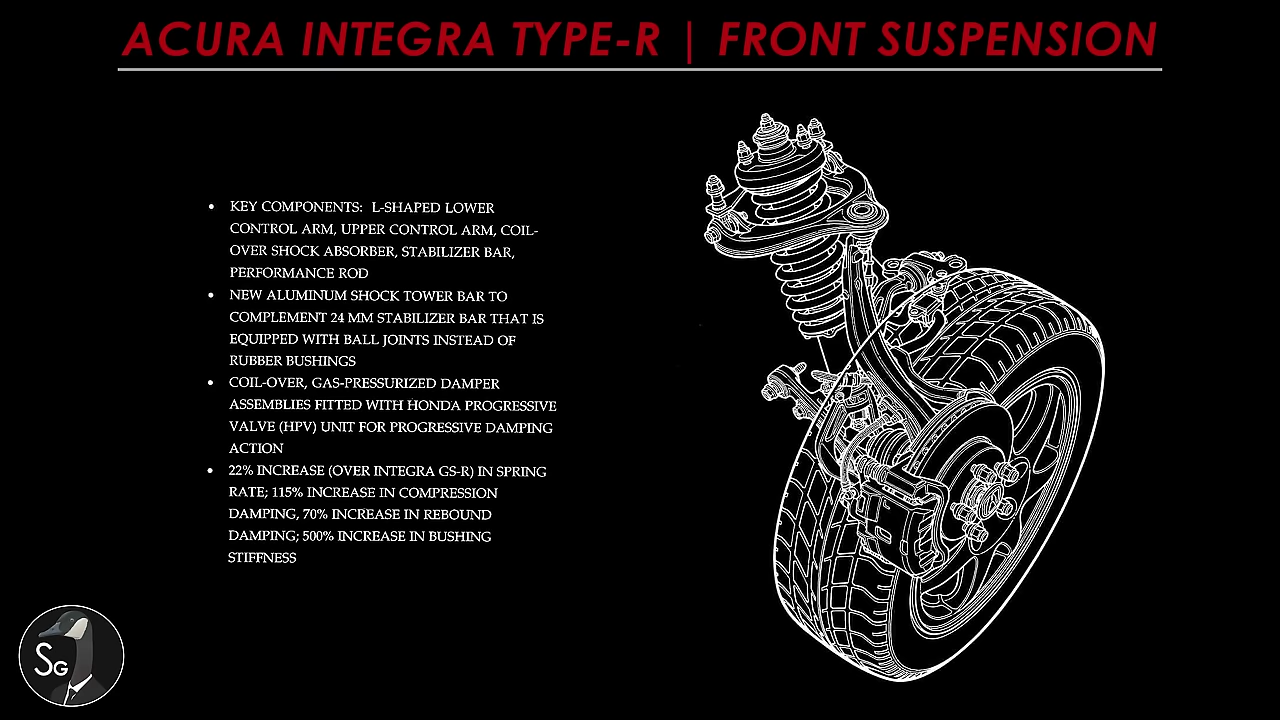 ACURA INTEGRA TYPE-R | FRONT SUSPENSION
• KEY COMPONENTS:  L-SHAPED LOWER
CONTROL ARM, UPPER CONTROL ARM, COIL-
OVER SHOCK ABSORBER, STABILIZER BAR,
PERFORMANCE ROD
• NEW ALUMINUM SHOCK TOWER BAR TO
COMPLEMENT 24 MM STABILIZER BAR THAT IS
EQUIPPED WITH BALL JOINTS INSTEAD OF
RUBBER BUSHINGS
• COIL-OVER, GAS-PRESSURIZED DAMPER
ASSEMBLIES FITTED WITH HONDA PROGRESSIVE
VALVE (HPV) UNIT FOR PROGRESSIVE DAMPING
ACTION
• 22% INCREASE (OVER INTEGRA GS-R) IN SPRING
RATE; 115% INCREASE IN COMPRESSION
DAMPING, 70% INCREASE IN REBOUND
DAMPING; 500% INCREASE IN BUSHING
STIFFNESS
SG